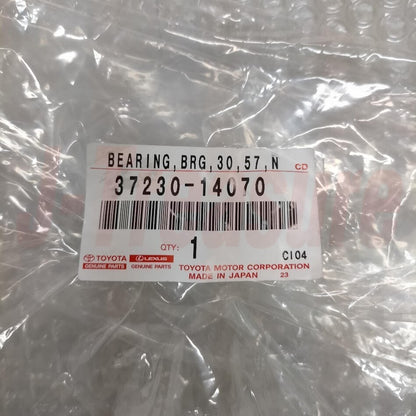 BEARING,BRG,30,57,N CD
37230-14070
QTY: 1
C104
TOYOTA LEXUS
GENUINE PARTS GENUINE PARTS
TOYOTA MOTOR CORPORATION
MADE IN JAPAN 23